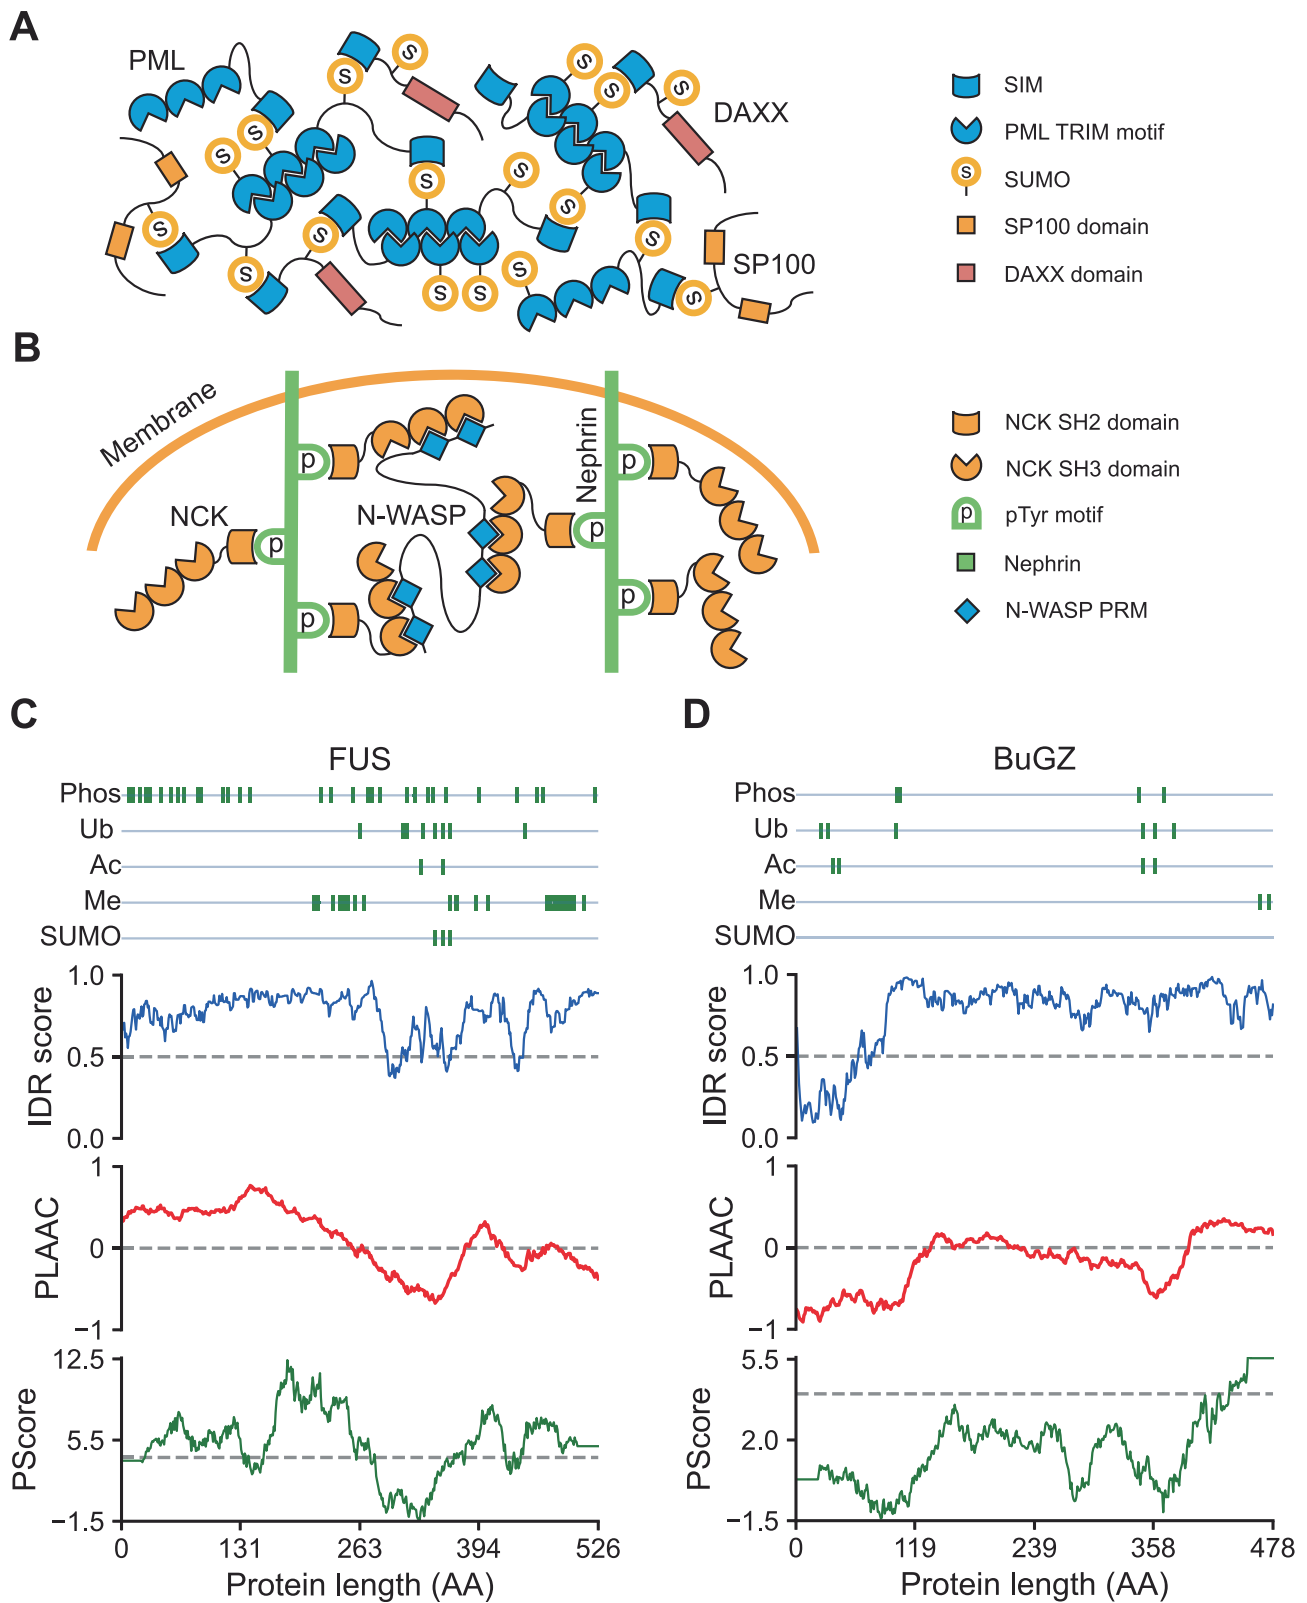 A
PML
DAXX
SP100
S S S S S S S S S S S S S S S S S S S
SIM
PML TRIM motif
S
SUMO
SP100 domain
DAXX domain
B
Membrane
NCK
N-WASP
Nephrin
p p p p p p
NCK SH2 domain
NCK SH3 domain
p
pTyr motif
Nephrin
N-WASP PRM
C
FUS
Phos
Ub
Ac
Me
SUMO
IDR score
1.0
0.5
0.0
PLAAC
1
0
−1
PScore
12.5
5.5
−1.5
0 131 263 394 526
Protein length (AA)
D
BuGZ
Phos
Ub
Ac
Me
SUMO
IDR score
1.0
0.5
0.0
PLAAC
1
0
−1
PScore
5.5
2.0
−1.5
0 119 239 358 478
Protein length (AA)